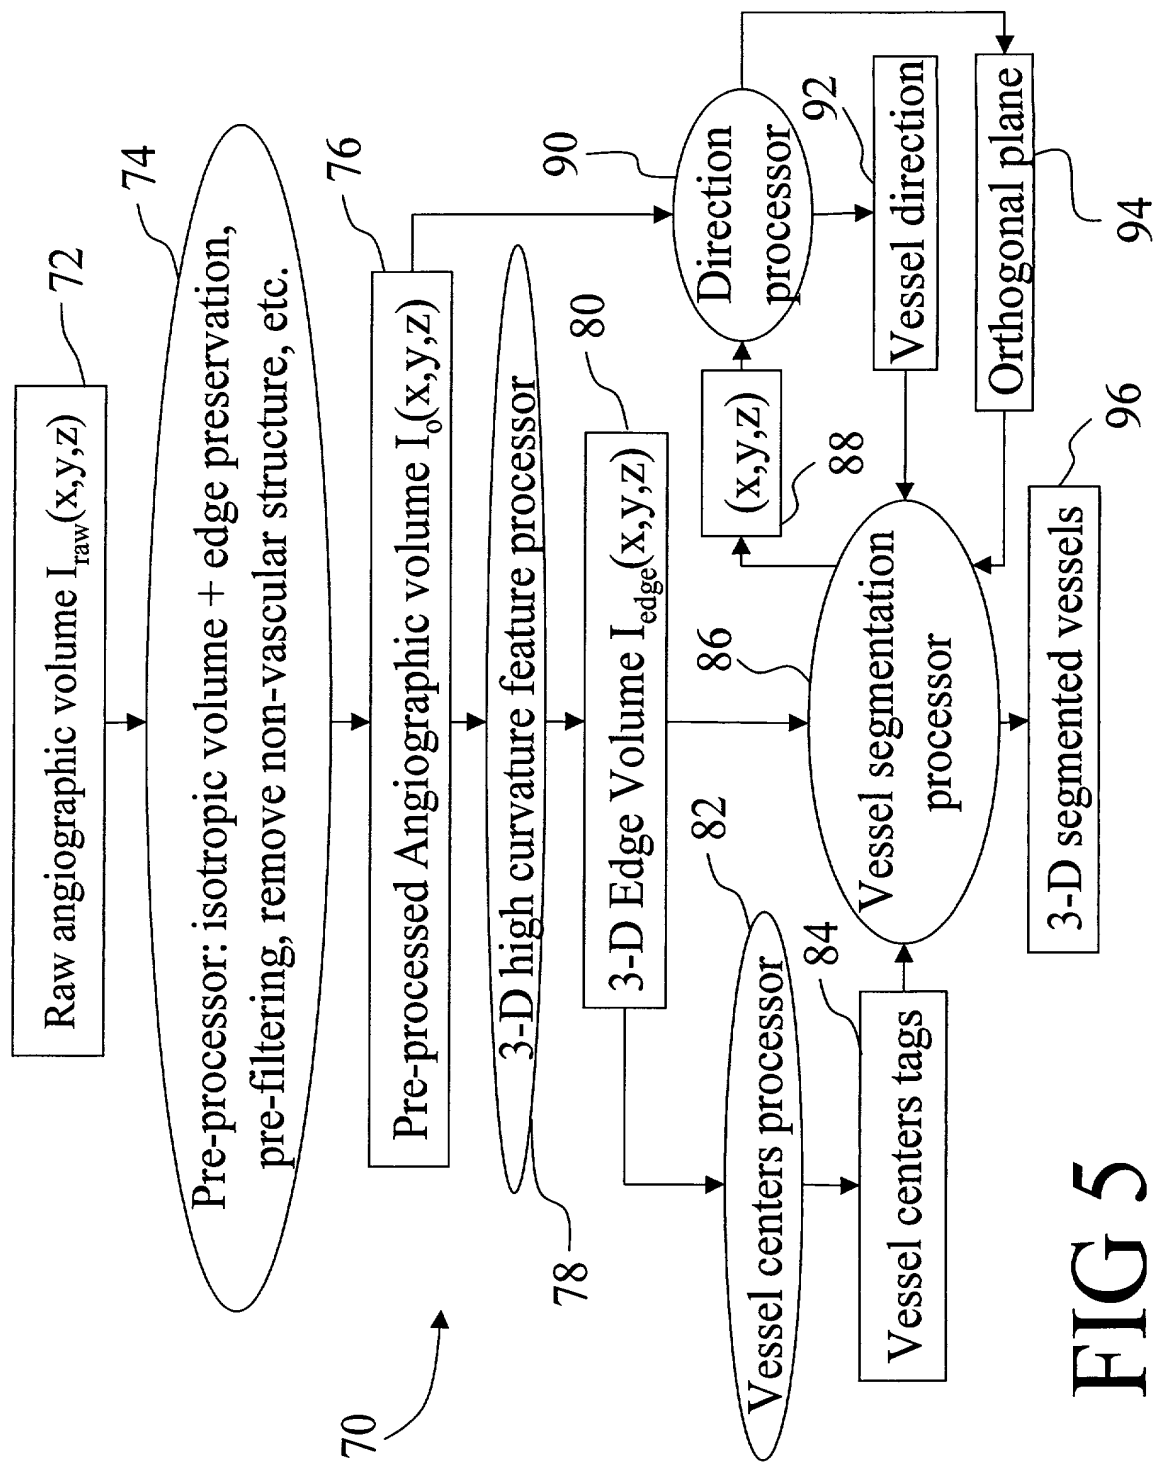 Raw angiographic volume Iraw(x,y,z)
72
Pre-processor: isotropic volume + edge preservation,
pre-filtering, remove non-vascular structure, etc.
74
Pre-processed Angiographic volume Io(x,y,z)
76
3-D high curvature feature processor
78
3-D Edge Volume Iedge(x,y,z)
80
Vessel centers processor
82
Vessel centers tags
84
Vessel segmentation
processor
86
(x,y,z)
88
Direction
processor
90
Vessel direction
92
Orthogonal plane
94
3-D segmented vessels
96
70
FIG 5